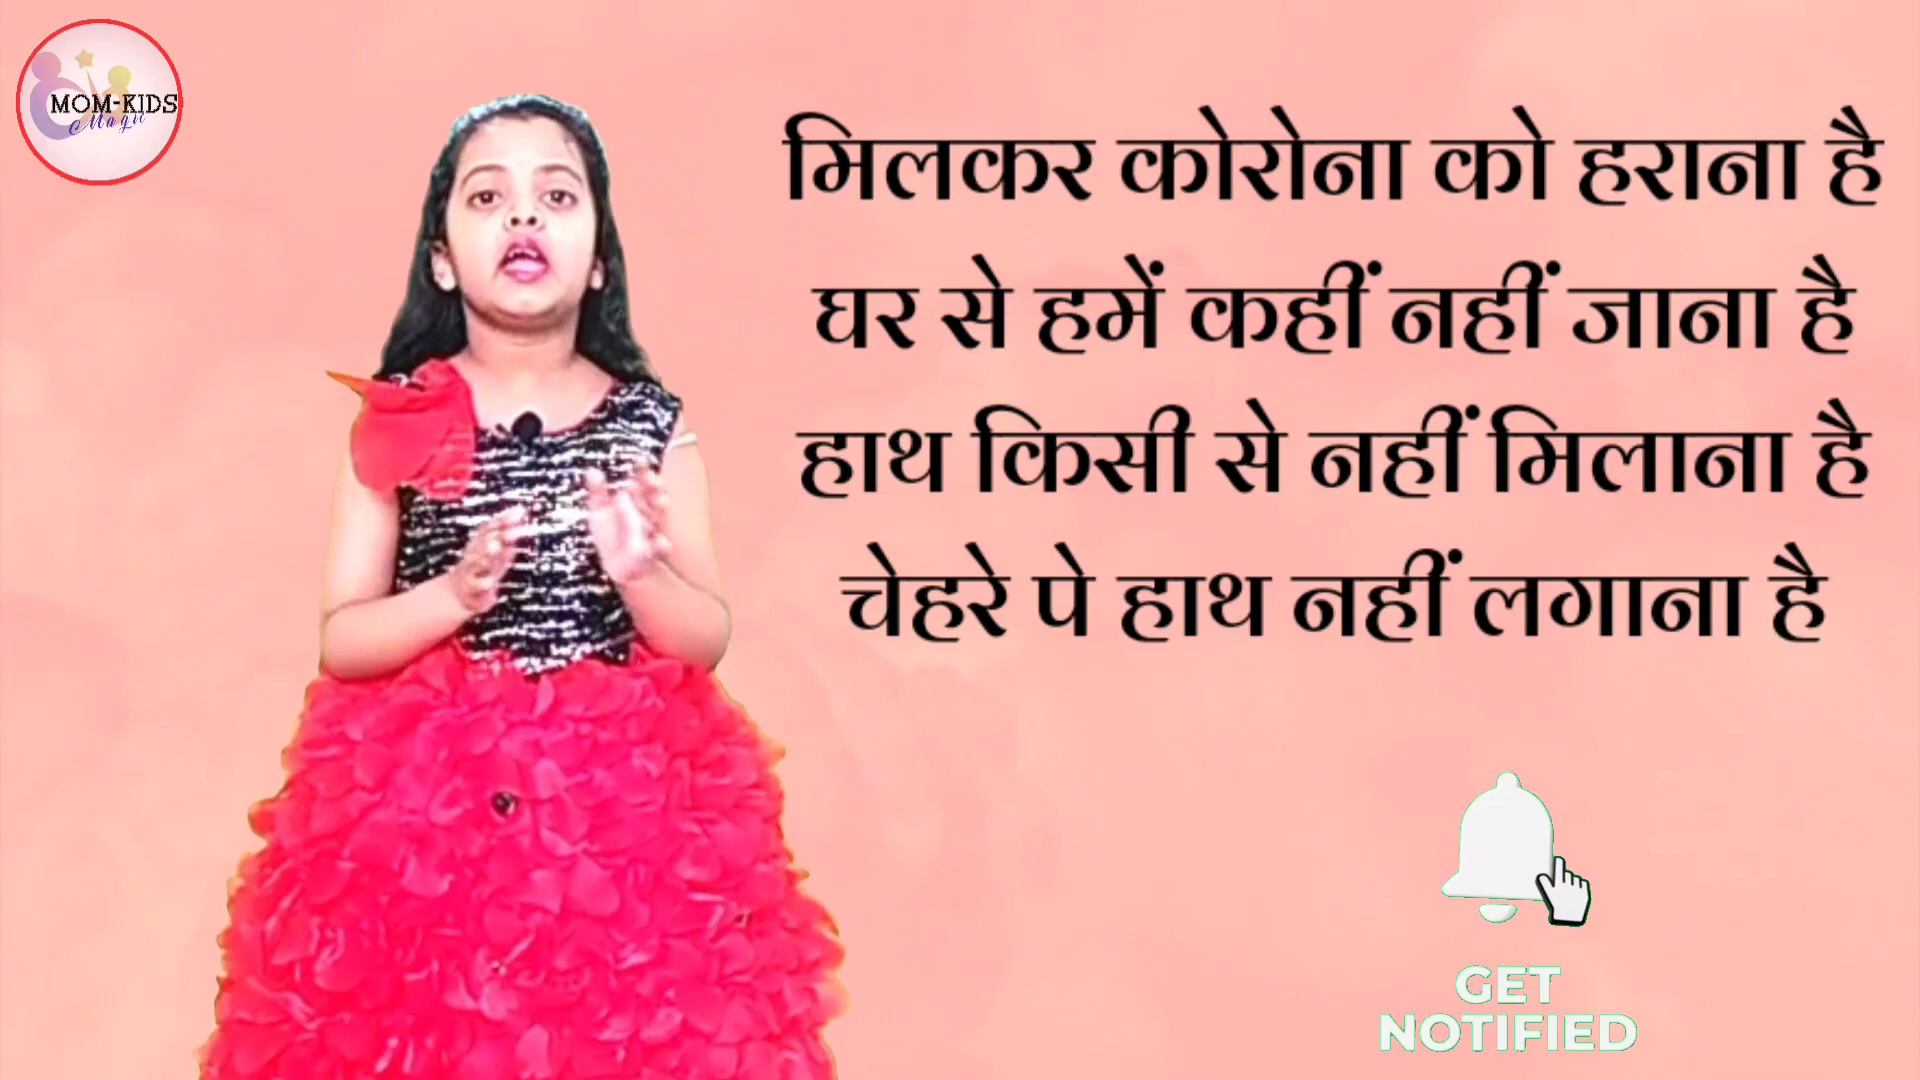 MOM-KIDS
Magic
मिलकर कोरोना को हराना है
घर से हमें कहीं नहीं जाना है
हाथ किसी से नहीं मिलाना है
चेहरे पे हाथ नहीं लगाना है
GET
NOTIFIED